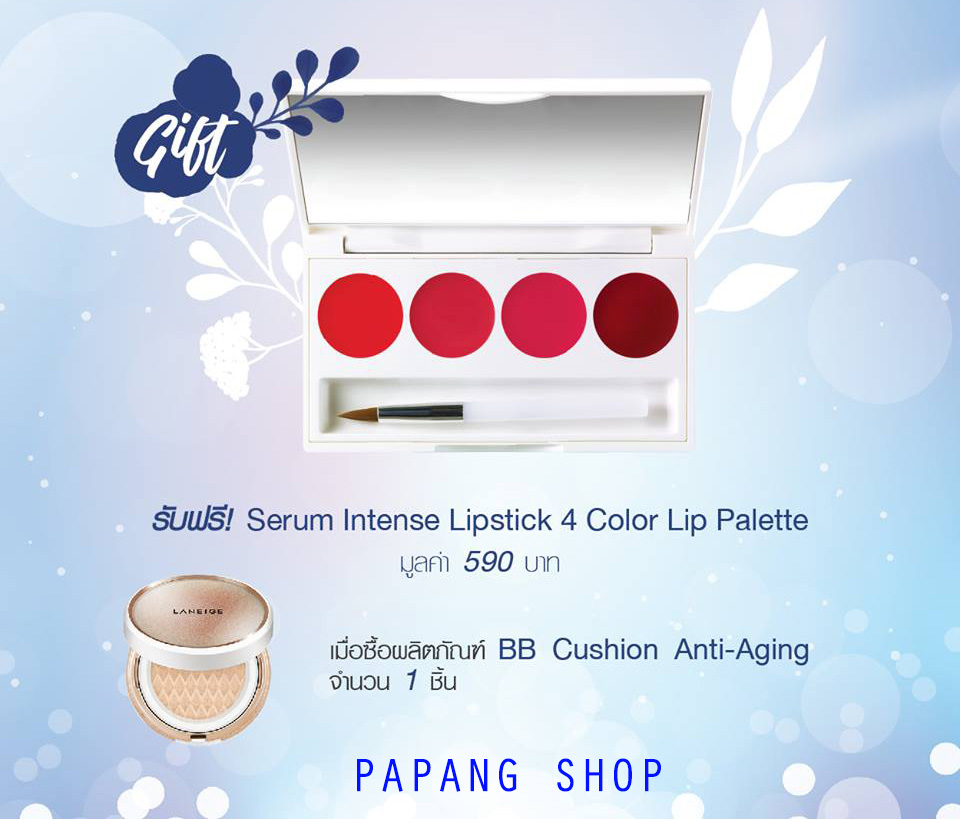 Gift
รับฟรี! Serum Intense Lipstick 4 Color Lip Palette
มูลค่า 590 บาท
LANEIGE
เมื่อซื้อผลิตภัณฑ์ BB Cushion Anti-Aging
จำนวน 1 ชิ้น
PAPANG SHOP